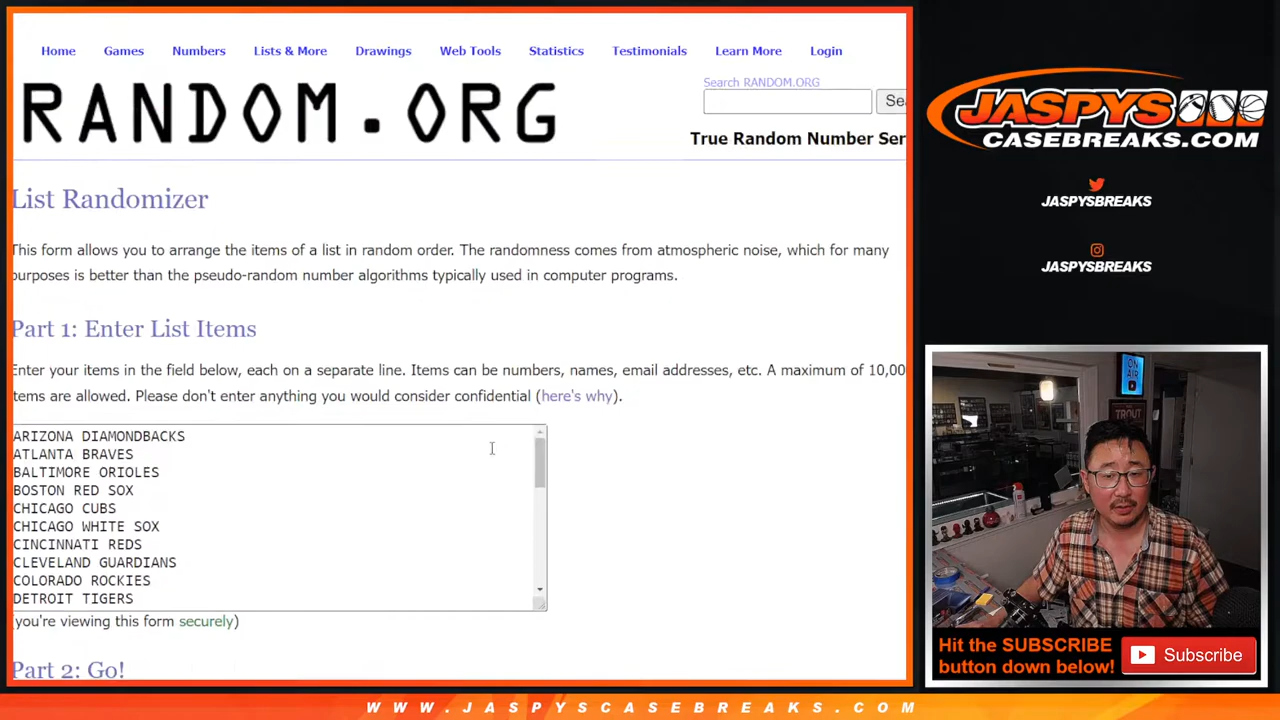 Home Games Numbers Lists & More Drawings Web Tools Statistics Testimonials Learn More Login
RANDOM.ORG
Search RANDOM.ORG
Sea
True Random Number Ser
List Randomizer
This form allows you to arrange the items of a list in random order. The randomness comes from atmospheric noise, which for many
purposes is better than the pseudo-random number algorithms typically used in computer programs.
Part 1: Enter List Items
Enter your items in the field below, each on a separate line. Items can be numbers, names, email addresses, etc. A maximum of 10,00
items are allowed. Please don't enter anything you would consider confidential (here's why).
ARIZONA DIAMONDBACKS
ATLANTA BRAVES
BALTIMORE ORIOLES
BOSTON RED SOX
CHICAGO CUBS
CHICAGO WHITE SOX
CINCINNATI REDS
CLEVELAND GUARDIANS
COLORADO ROCKIES
DETROIT TIGERS
(you're viewing this form securely)
Part 2: Go!
JASPYS
CASEBREAKS.COM
JASPYSBREAKS
JASPYSBREAKS
ON AIR
TROUT
Hit the SUBSCRIBE
button down below!
Subscribe
WWW.JASPYSCASEBREAKS.COM